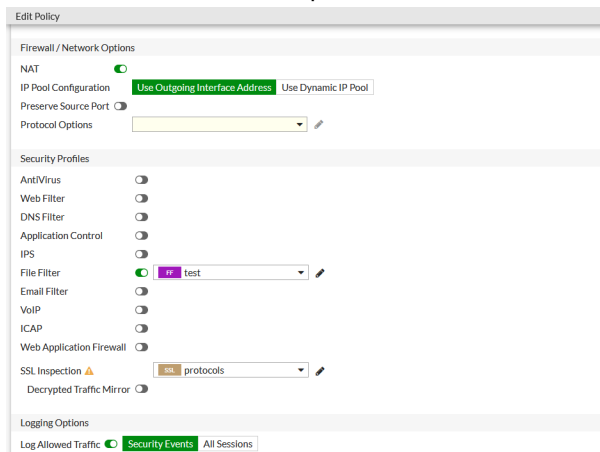 Edit Policy
Firewall / Network Options
NAT
IP Pool Configuration Use Outgoing Interface Address Use Dynamic IP Pool
Preserve Source Port
Protocol Options
Security Profiles
AntiVirus
Web Filter
DNS Filter
Application Control
IPS
File Filter FF test
Email Filter
VoIP
ICAP
Web Application Firewall
SSL Inspection SSL protocols
Decrypted Traffic Mirror
Logging Options
Log Allowed Traffic Security Events All Sessions